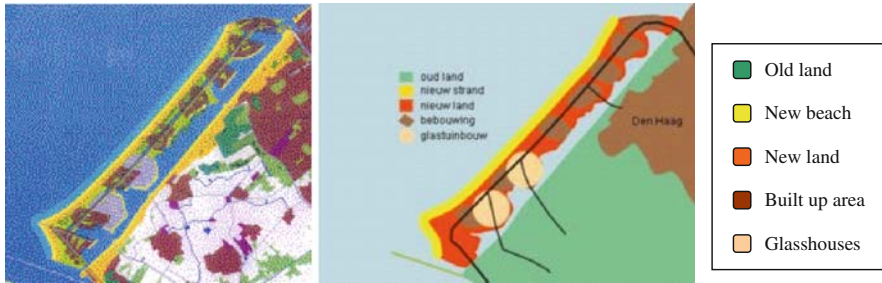 oud land
nieuw strand
nieuw land
bebouwing
glastuinbouw
Den Haag
Old land
New beach
New land
Built up area
Glasshouses